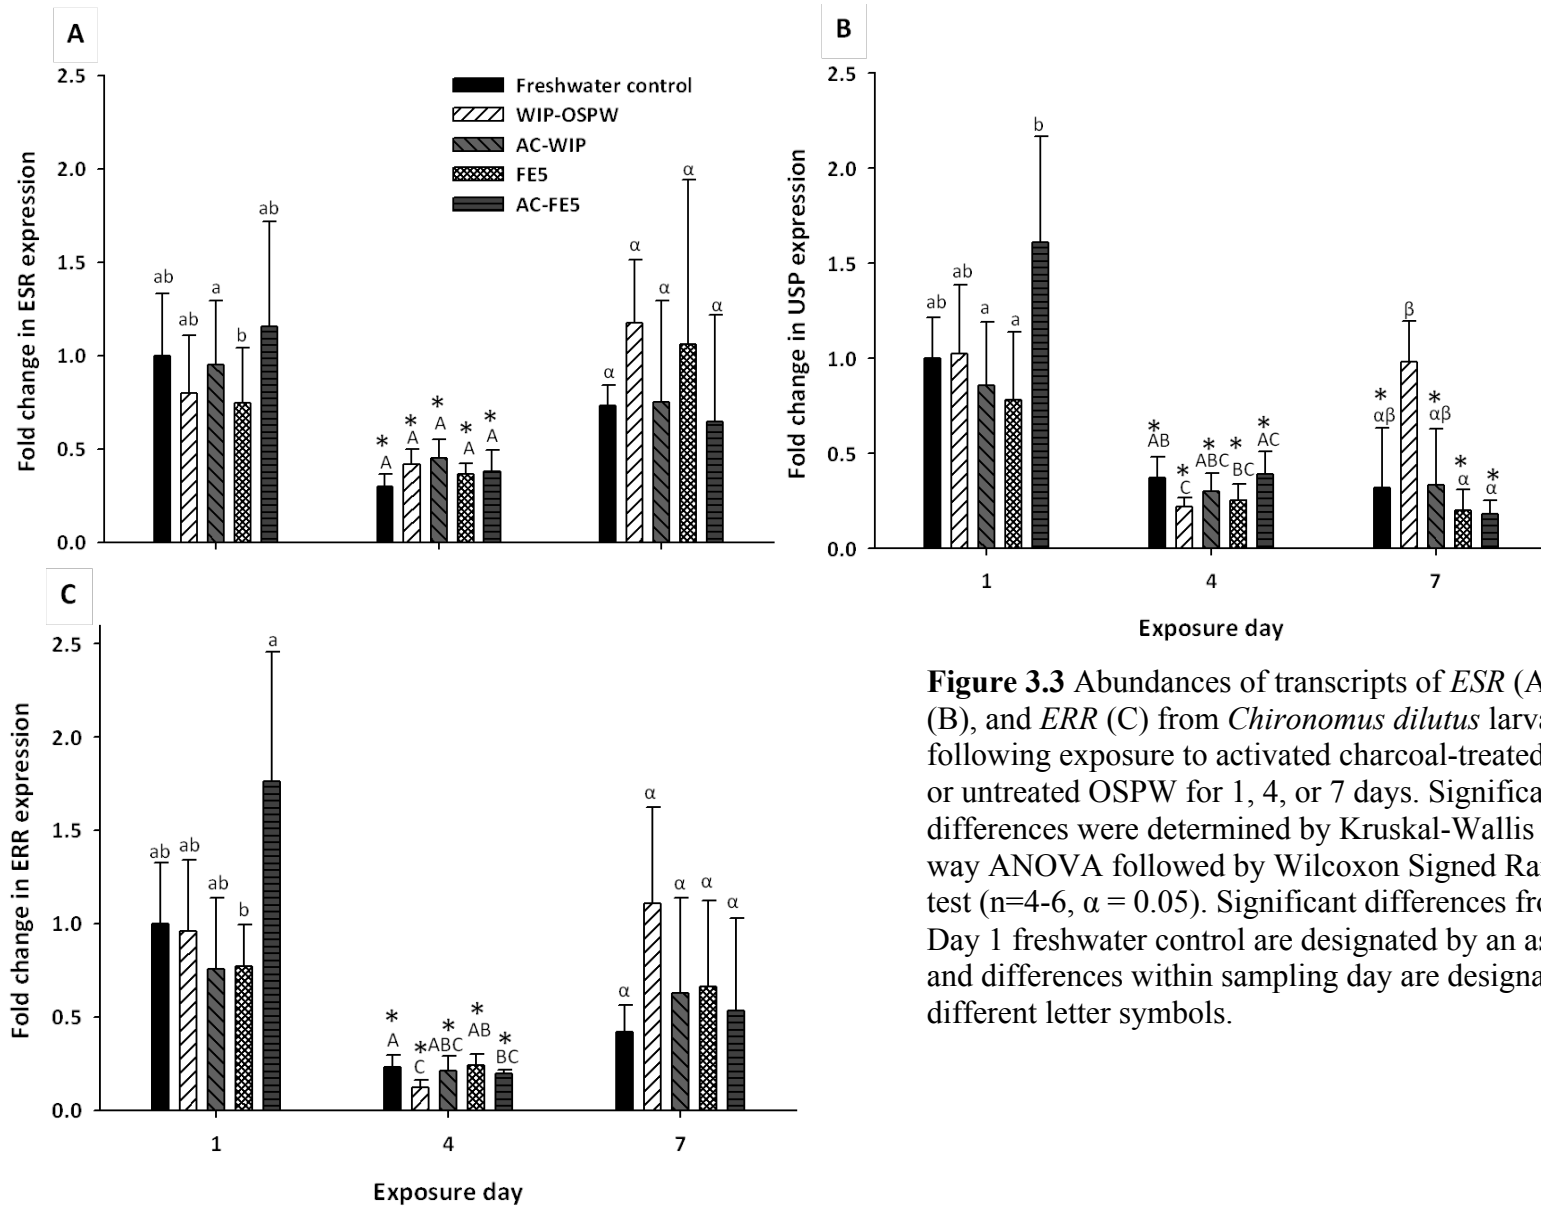 A
2.5
2.0
1.5
1.0
0.5
0.0
Fold change in ESR expression
Freshwater control
WIP-OSPW
AC-WIP
FE5
AC-FE5
ab ab a b ab
* * * * *
A A A A A
α α α α α
B
2.5
2.0
1.5
1.0
0.5
0.0
Fold change in USP expression
ab ab a a b
* * * * *
AB C ABC BC AC
* * * *
αβ β αβ α α
1 4 7
Exposure day
C
2.5
2.0
1.5
1.0
0.5
0.0
Fold change in ERR expression
ab ab ab b a
* * * * *
A C ABC AB BC
α α α α α
1 4 7
Exposure day
Figure 3.3 Abundances of transcripts of ESR (A
(B), and ERR (C) from Chironomus dilutus larva
following exposure to activated charcoal-treated
or untreated OSPW for 1, 4, or 7 days. Significa
differences were determined by Kruskal-Wallis
way ANOVA followed by Wilcoxon Signed Ra
test (n=4-6, α = 0.05). Significant differences fro
Day 1 freshwater control are designated by an as
and differences within sampling day are designa
different letter symbols.